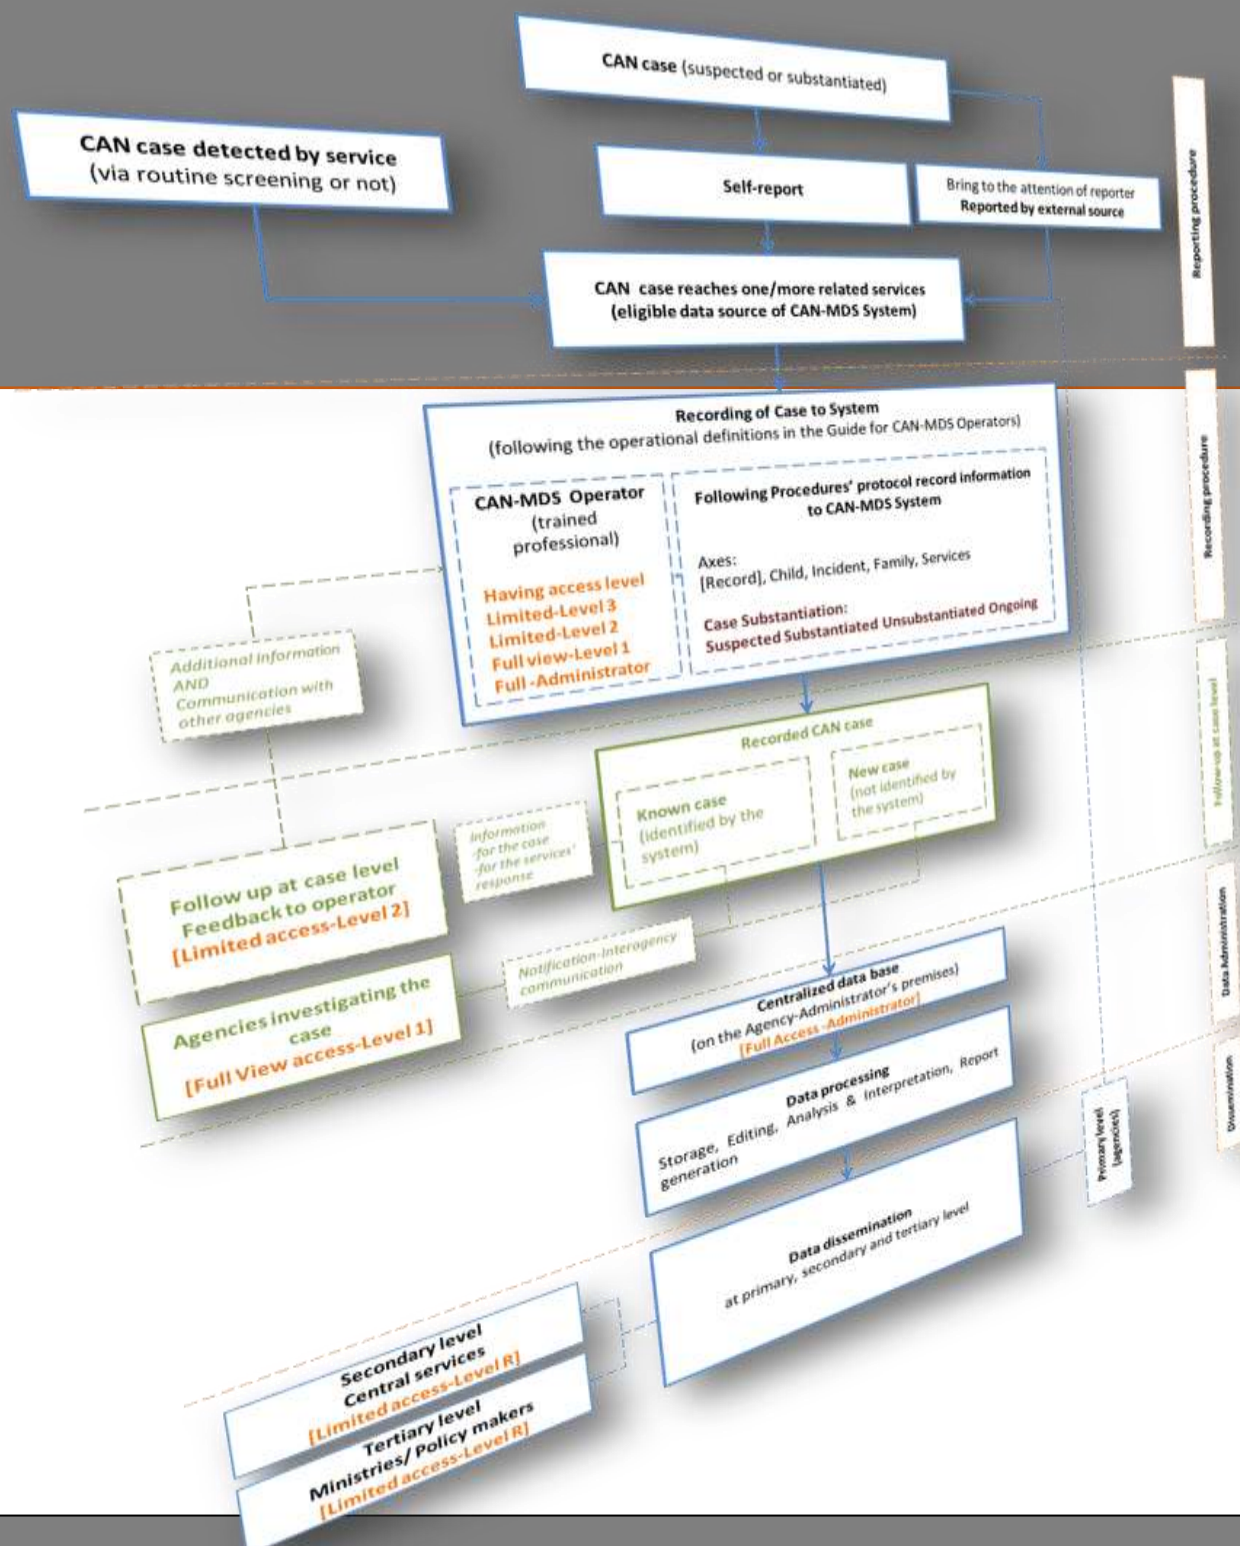 CAN case (suspected or substantiated)
CAN case detected by service
(via routine screening or not)
Self-report
Bring to the attention of reporter
Reported by external source
CAN case reaches one/more related services
(eligible data source of CAN-MDS System)
Reporting procedure
Recording of Case to System
(following the operational definitions in the Guide for CAN-MDS Operators)
CAN-MDS Operator
(trained
professional)
Having access level
Limited-Level 3
Limited-Level 2
Full view-Level 1
Full -Administrator
Following Procedures' protocol record information
to CAN-MDS System
Axes:
[Record], Child, Incident, Family, Services
Case Substantiation:
Suspected Substantiated Unsubstantiated Ongoing
Recording procedure
Additional Information
AND
Communication with
other agencies
Recorded CAN case
Known case
(identified by the
system)
New case
(not identified by
the system)
Follow-up at case level
Information
-for the case
-for the services'
response
Follow up at case level
Feedback to operator
[Limited access-Level 2]
Notification-Interagency
communication
Agencies investigating the
case
[Full View access-Level 1]
Centralized data base
(on the Agency-Administrator's premises)
[Full Access -Administrator]
Data Administration
Data processing
Storage, Editing, Analysis & Interpretation, Report
generation
Dissemination
Primary level
(agencies)
Data dissemination
at primary, secondary and tertiary level
Secondary level
Central services
[Limited access-Level R]
Tertiary level
Ministries/ Policy makers
[Limited access-Level R]